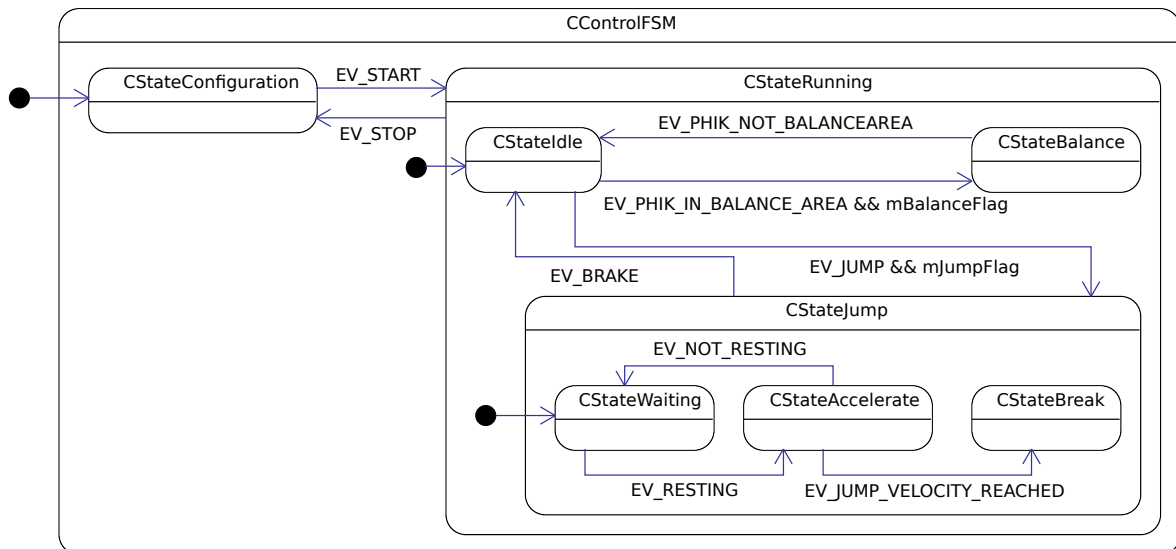 CControlFSM
CStateConfiguration
EV_START
EV_STOP
CStateRunning
EV_PHIK_NOT_BALANCEAREA
CStateIdle
CStateBalance
EV_PHIK_IN_BALANCE_AREA && mBalanceFlag
EV_BRAKE
EV_JUMP && mJumpFlag
CStateJump
EV_NOT_RESTING
CStateWaiting
CStateAccelerate
CStateBreak
EV_RESTING
EV_JUMP_VELOCITY_REACHED